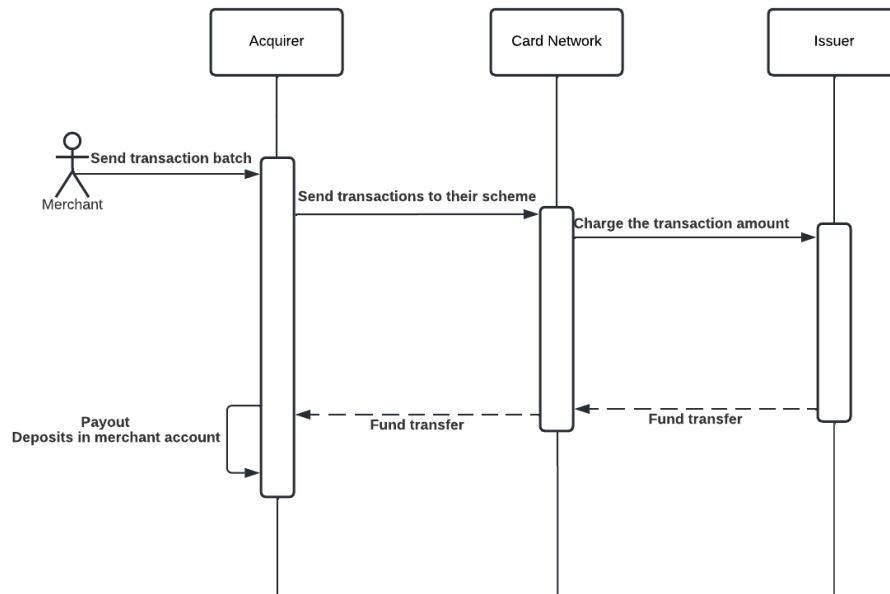 Acquirer
Card Network
Issuer
Send transaction batch
Merchant
Send transactions to their scheme
Charge the transaction amount
Payout
Deposits in merchant account
Fund transfer
Fund transfer